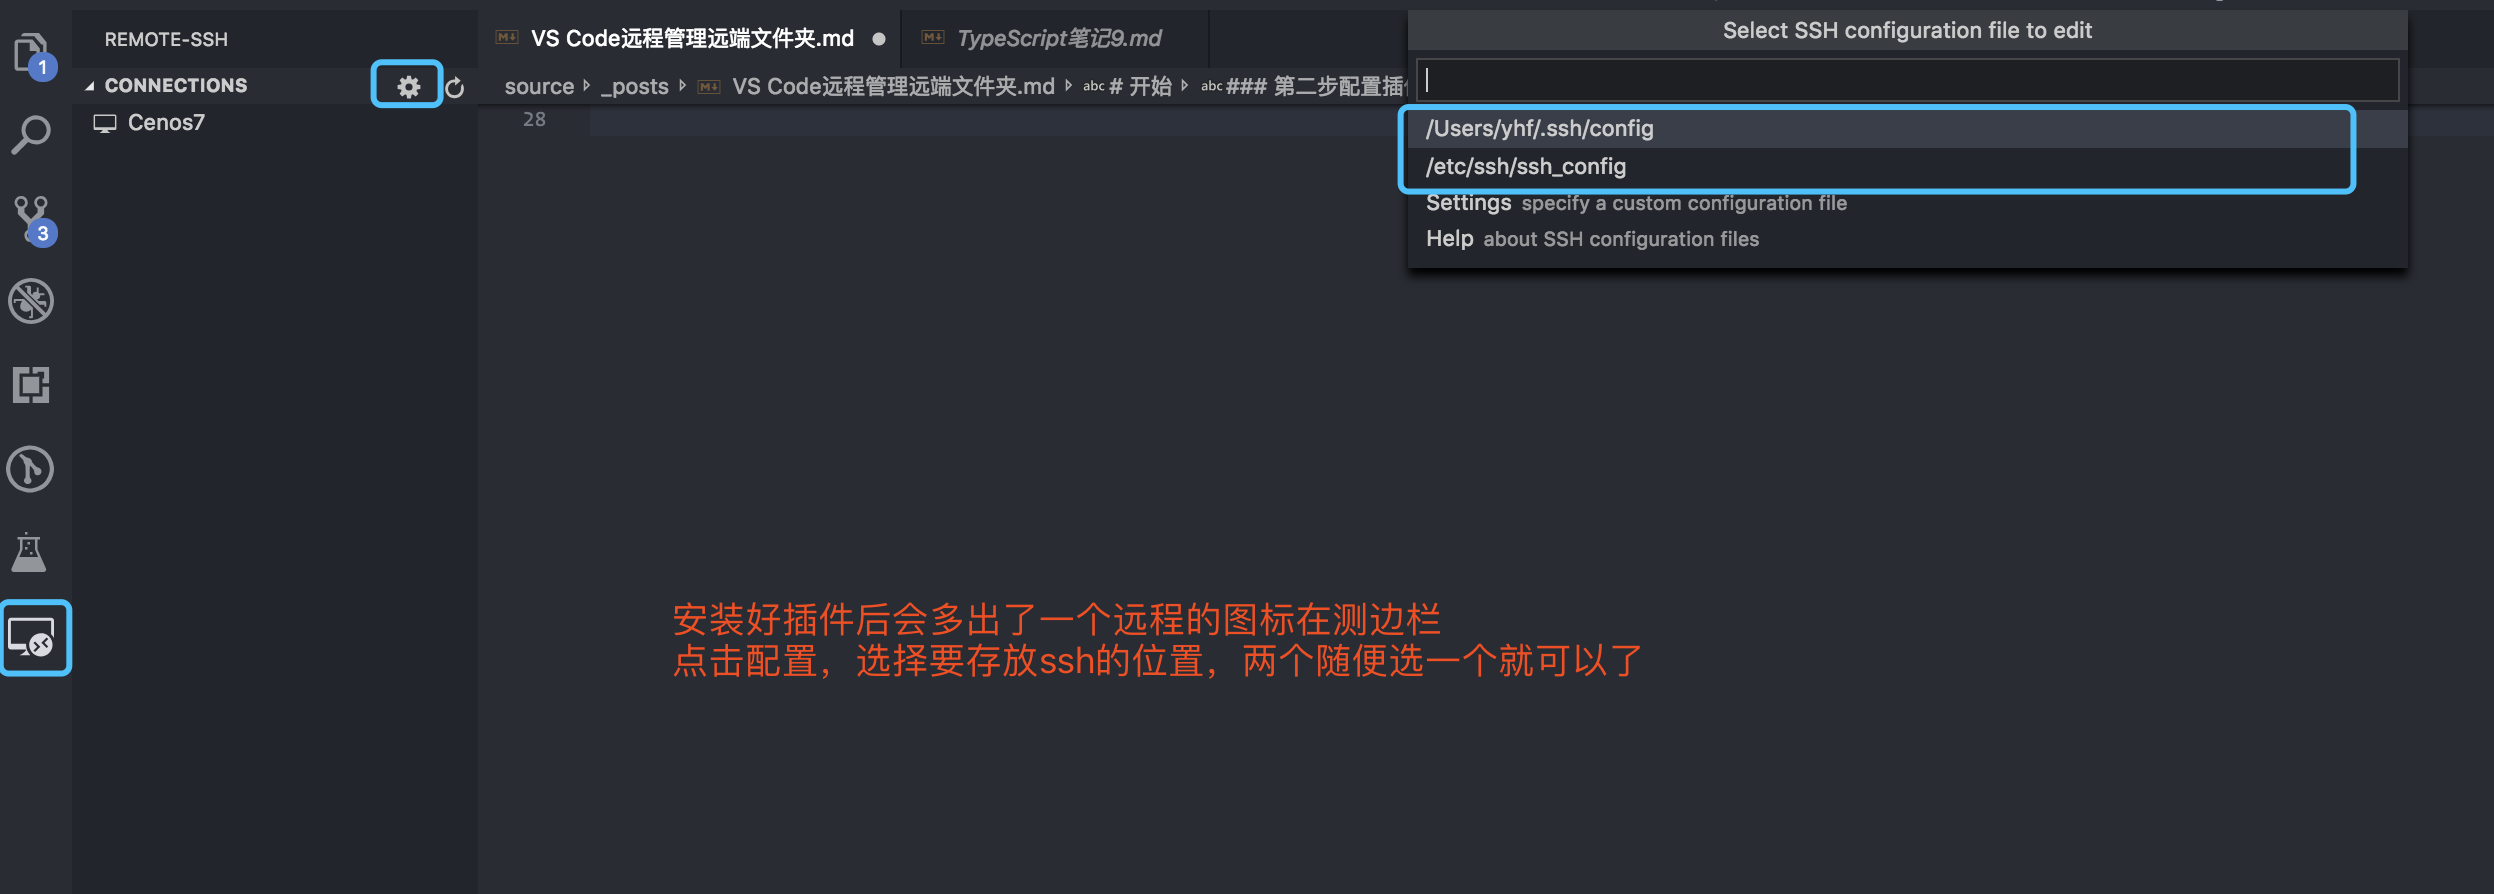 REMOTE-SSH
CONNECTIONS
Cenos7
1
3
VS Code远程管理远端文件夹.md
TypeScript笔记9.md
source
_posts
VS Code远程管理远端文件夹.md
abc # 开始
abc ### 第二步配置插
28
Select SSH configuration file to edit
/Users/yhf/.ssh/config
/etc/ssh/ssh_config
Settings specify a custom configuration file
Help about SSH configuration files
安装好插件后会多出了一个远程的图标在测边栏
点击配置，选择要存放ssh的位置，两个随便选一个就可以了